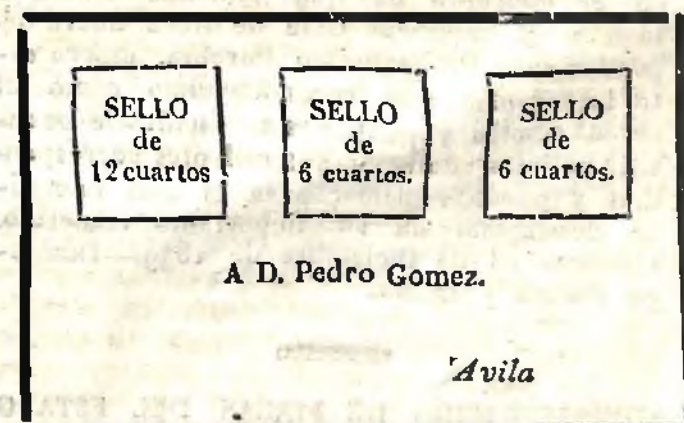 SELLO
de
12 cuartos
SELLO
de
6 cuartos.
SELLO
de
6 cuartos.
A D. Pedro Gomez.
Avila